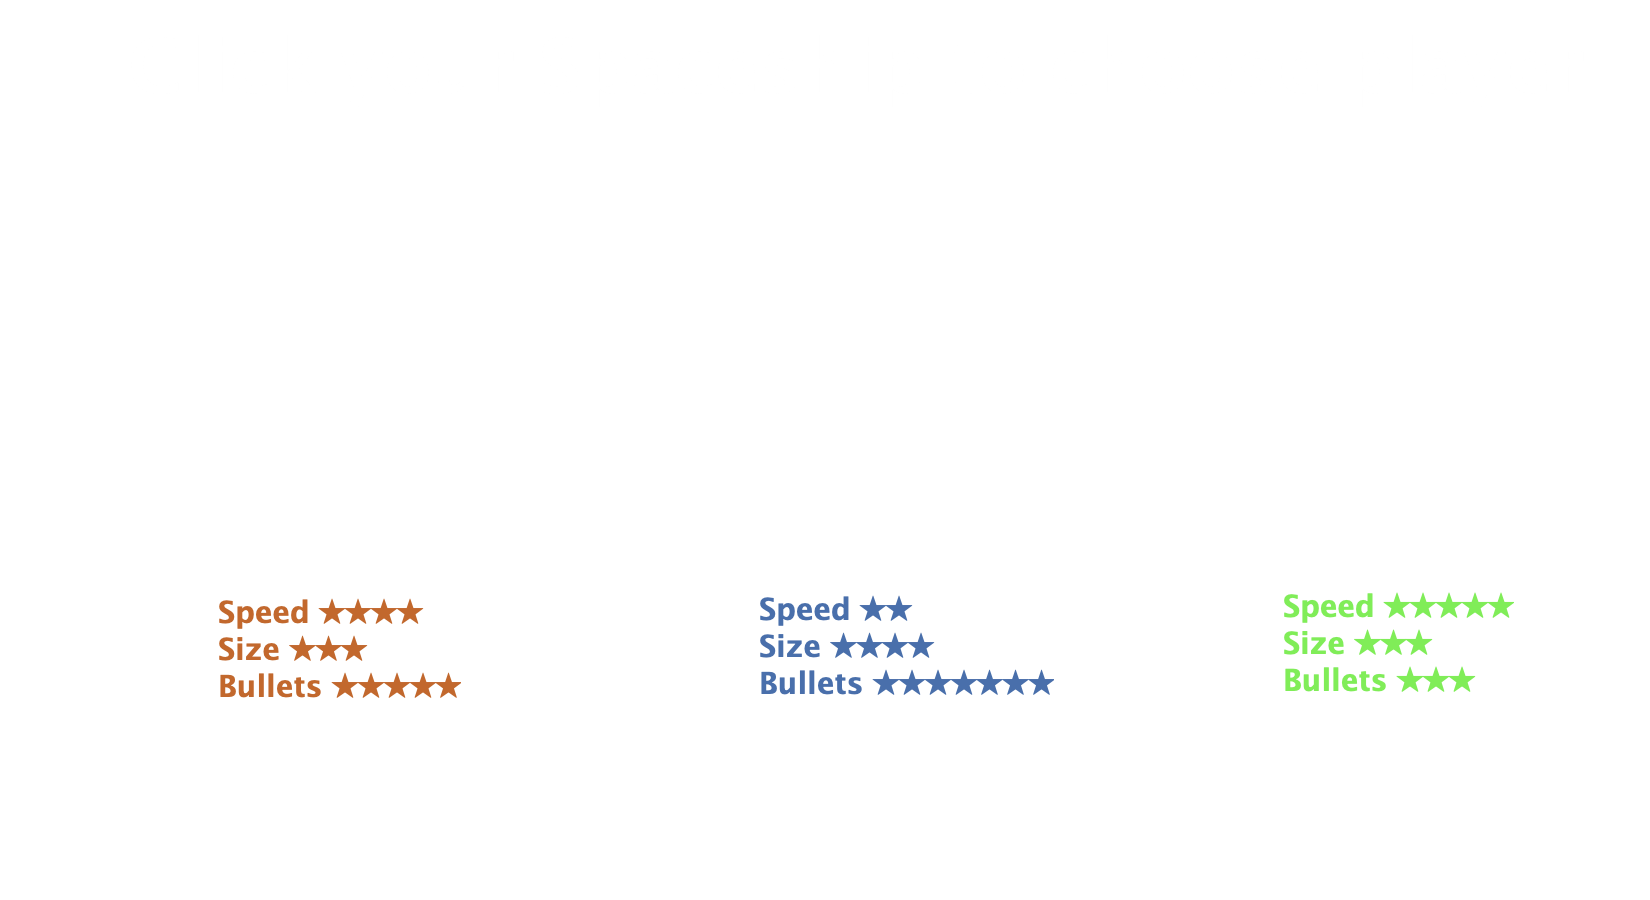 Speed ★★★★
Size ★★★
Bullets ★★★★★
Speed ★★
Size ★★★★
Bullets ★★★★★★★
Speed ★★★★★
Size ★★★
Bullets ★★★